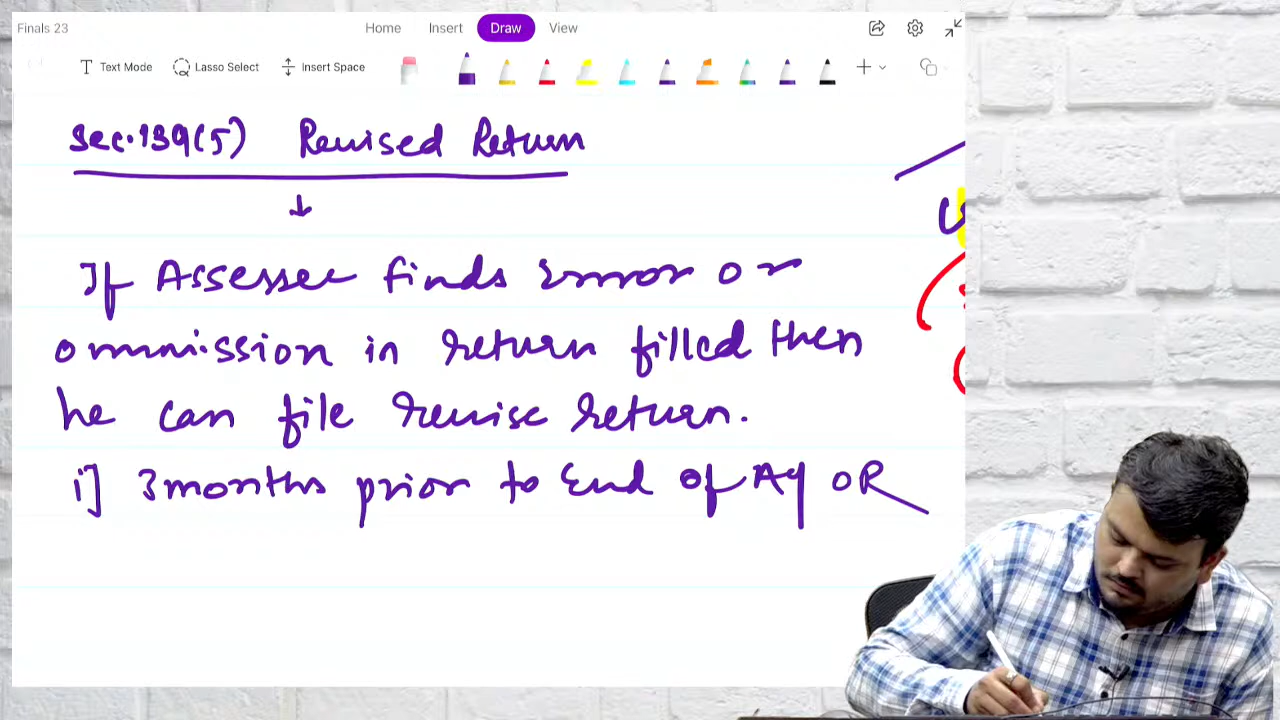 Finals 23
Home Insert Draw View
Text Mode Lasso Select Insert Space
Sec.139(5) Revised Return
If Assessee finds Error or
ommission in return filled then
he can file revise return.
i] 3months prior to End of AY OR